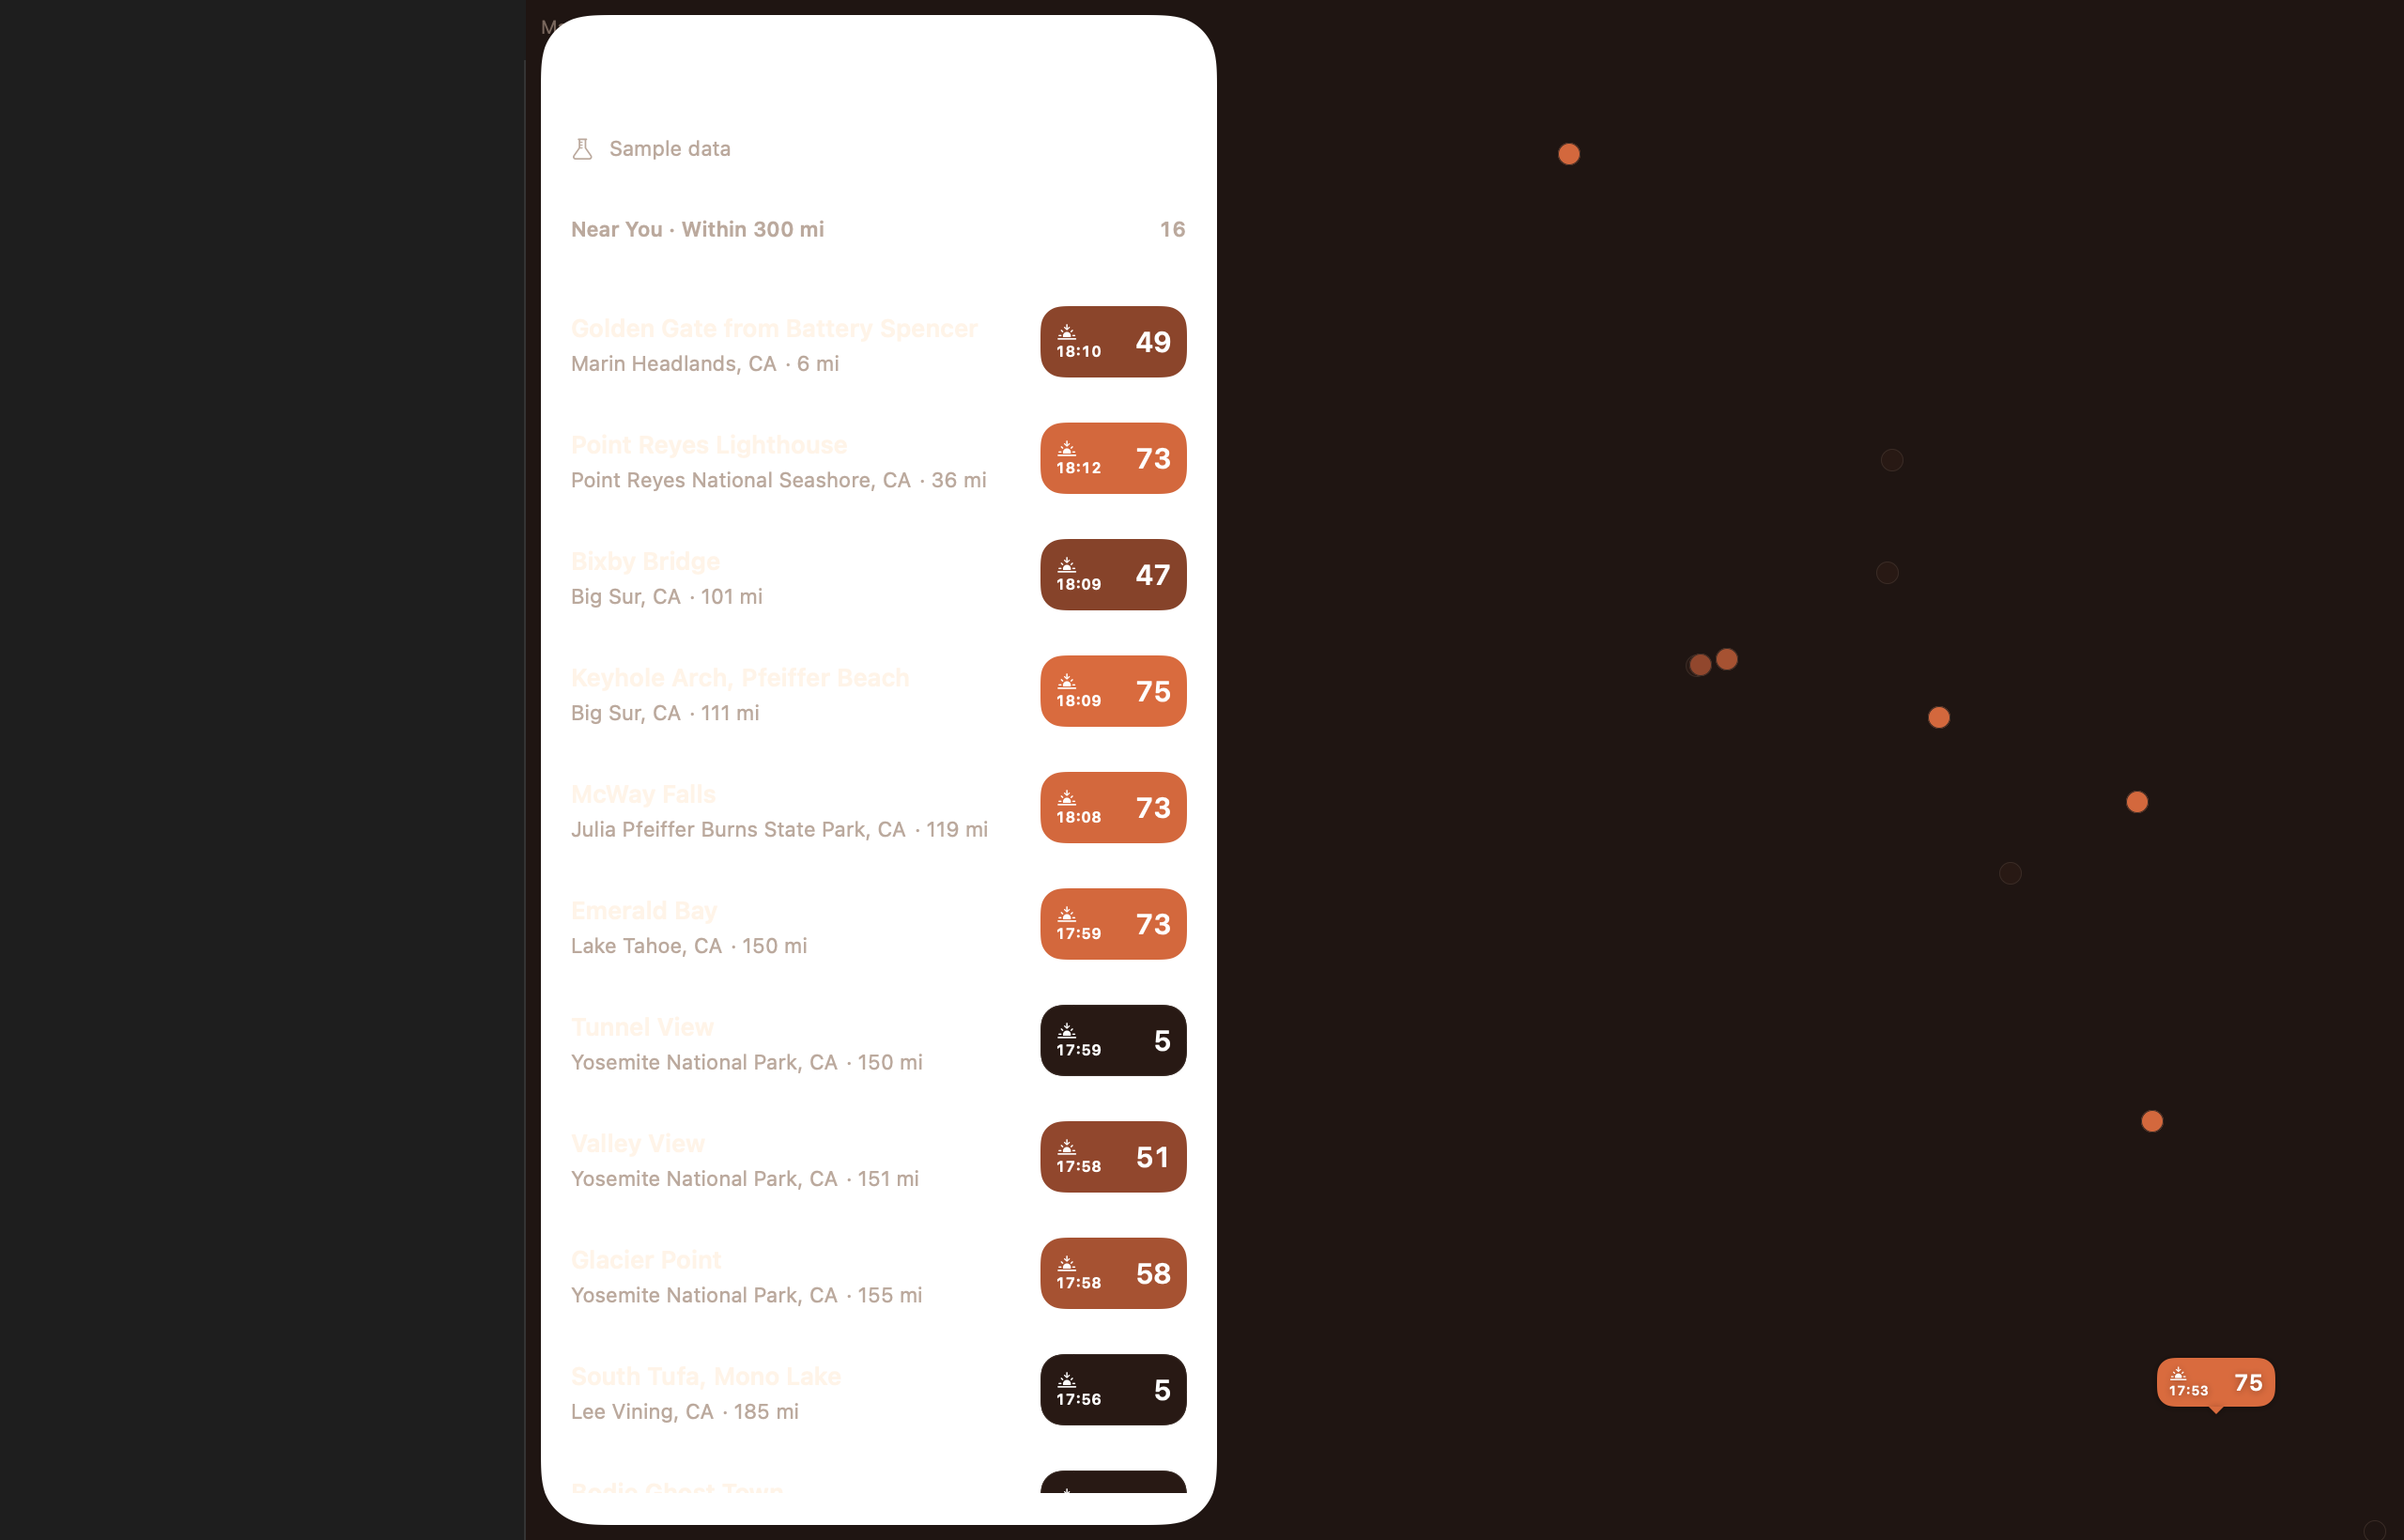 Sample data
Near You · Within 300 mi 16
Golden Gate from Battery Spencer
Marin Headlands, CA · 6 mi
18:10 49
Point Reyes Lighthouse
Point Reyes National Seashore, CA · 36 mi
18:12 73
Bixby Bridge
Big Sur, CA · 101 mi
18:09 47
Keyhole Arch, Pfeiffer Beach
Big Sur, CA · 111 mi
18:09 75
McWay Falls
Julia Pfeiffer Burns State Park, CA · 119 mi
18:08 73
Emerald Bay
Lake Tahoe, CA · 150 mi
17:59 73
Tunnel View
Yosemite National Park, CA · 150 mi
17:59 5
Valley View
Yosemite National Park, CA · 151 mi
17:58 51
Glacier Point
Yosemite National Park, CA · 155 mi
17:58 58
South Tufa, Mono Lake
Lee Vining, CA · 185 mi
17:56 5
Bodie Ghost Town
17:53 75